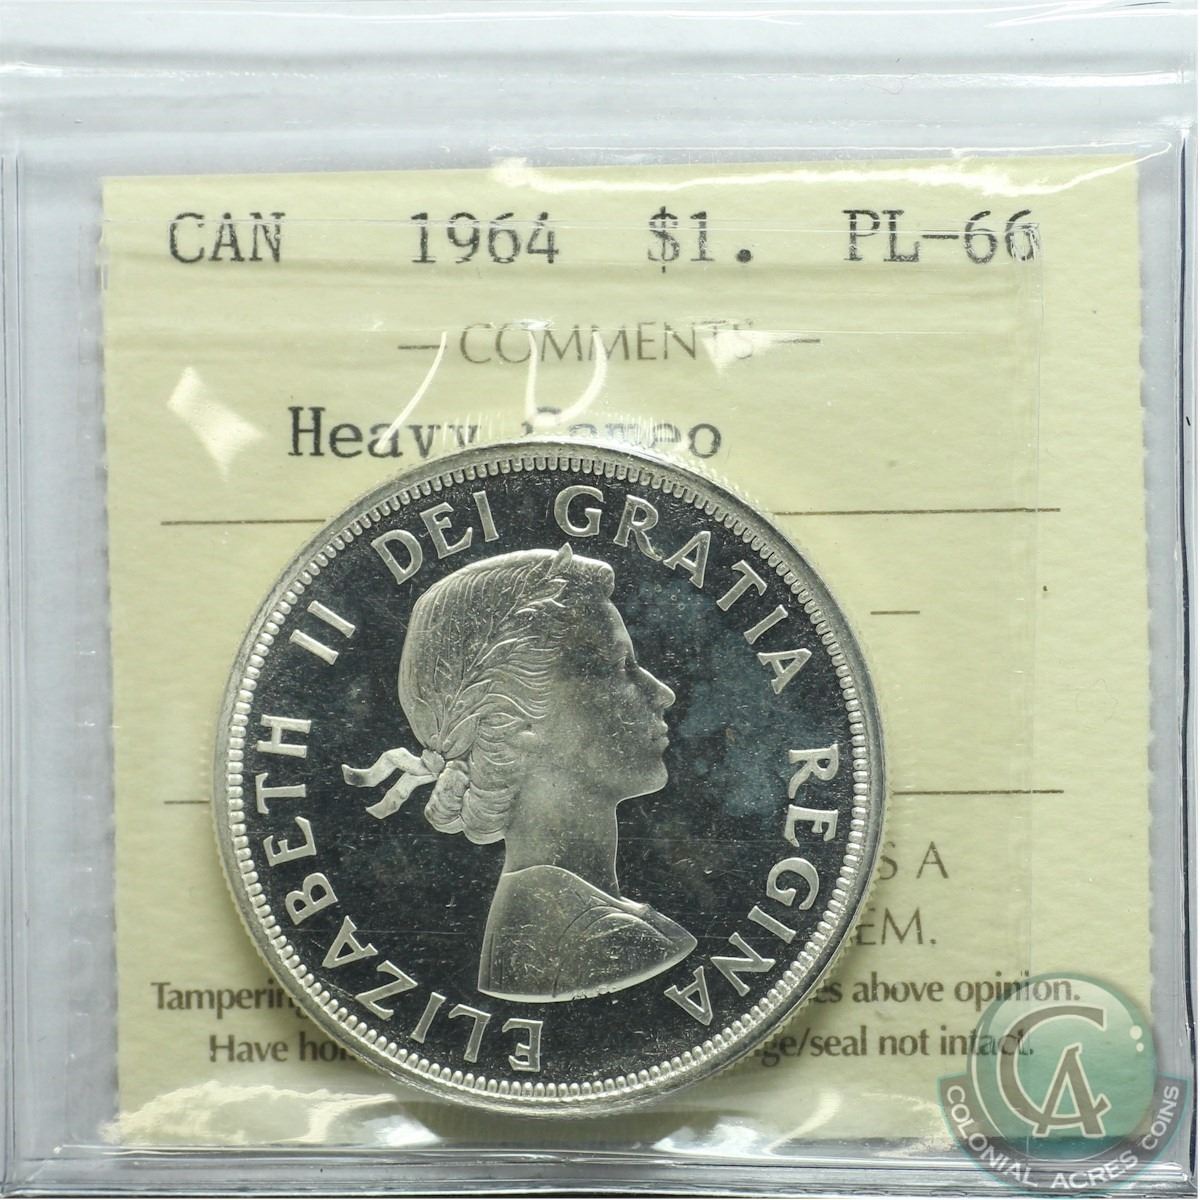 CAN 1964 $1. PL-66
— COMMENTS —
Heavy Cameo
ELIZABETH II DEI GRATIA REGINA
S A
EM.
Tampering es above opinion.
Have ge/seal not intact.
CA
COLONIAL ACRES COINS